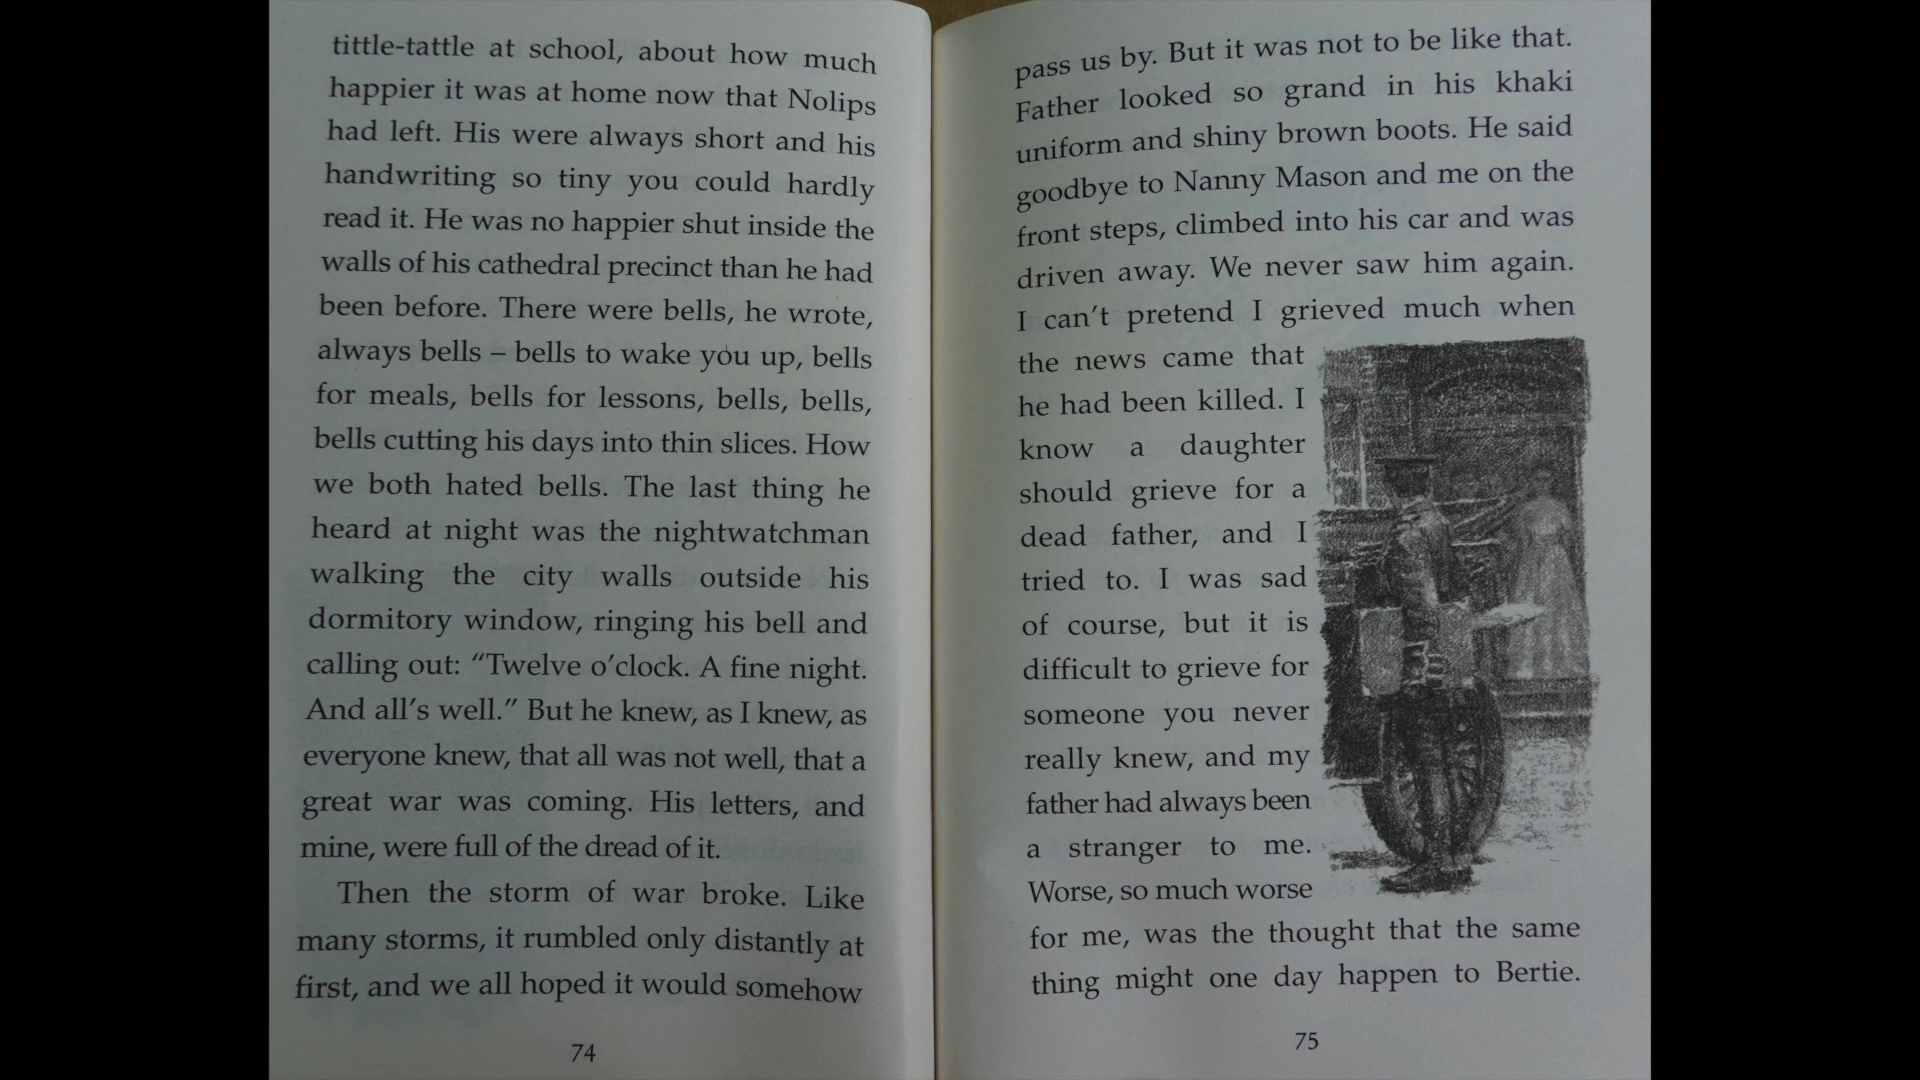 tittle-tattle at school, about how much
happier it was at home now that Nolips
had left. His were always short and his
handwriting so tiny you could hardly
read it. He was no happier shut inside the
walls of his cathedral precinct than he had
been before. There were bells, he wrote,
always bells – bells to wake you up, bells
for meals, bells for lessons, bells, bells,
bells cutting his days into thin slices. How
we both hated bells. The last thing he
heard at night was the nightwatchman
walking the city walls outside his
dormitory window, ringing his bell and
calling out: “Twelve o’clock. A fine night.
And all’s well.” But he knew, as I knew, as
everyone knew, that all was not well, that a
great war was coming. His letters, and
mine, were full of the dread of it.
Then the storm of war broke. Like
many storms, it rumbled only distantly at
first, and we all hoped it would somehow
74
pass us by. But it was not to be like that.
Father looked so grand in his khaki
uniform and shiny brown boots. He said
goodbye to Nanny Mason and me on the
front steps, climbed into his car and was
driven away. We never saw him again.
I can’t pretend I grieved much when
the news came that
he had been killed. I
know a daughter
should grieve for a
dead father, and I
tried to. I was sad
of course, but it is
difficult to grieve for
someone you never
really knew, and my
father had always been
a stranger to me.
Worse, so much worse
for me, was the thought that the same
thing might one day happen to Bertie.
75